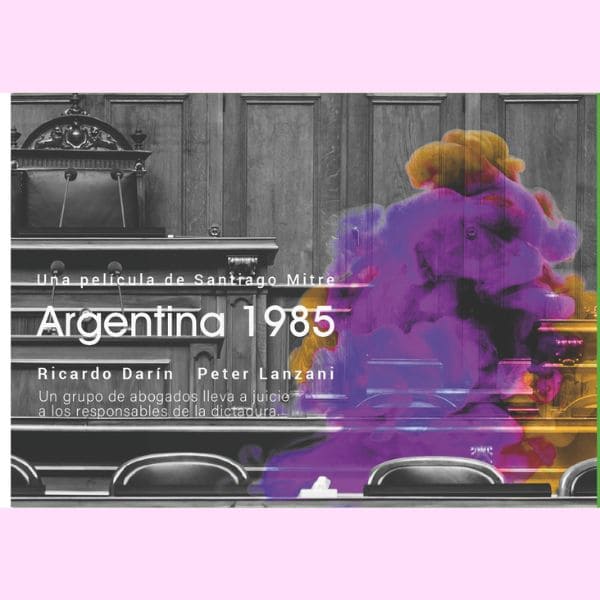 Una película de Santiago Mitre
Argentina 1985
Ricardo Darín Peter Lanzani
Un grupo de abogados lleva a juicie
a los responsables de la dictadura...